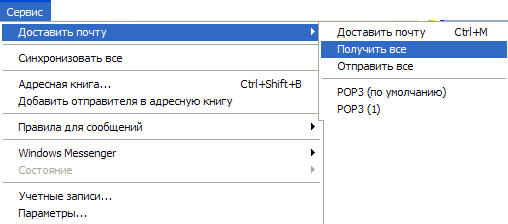 Сервис
Доставить почту
Синхронизовать все
Адресная книга... Ctrl+Shift+B
Добавить отправителя в адресную книгу
Правила для сообщений
Windows Messenger
Состояние
Учетные записи...
Параметры...
Доставить почту Ctrl+M
Получить все
Отправить все
POP3 (по умолчанию)
POP3 (1)